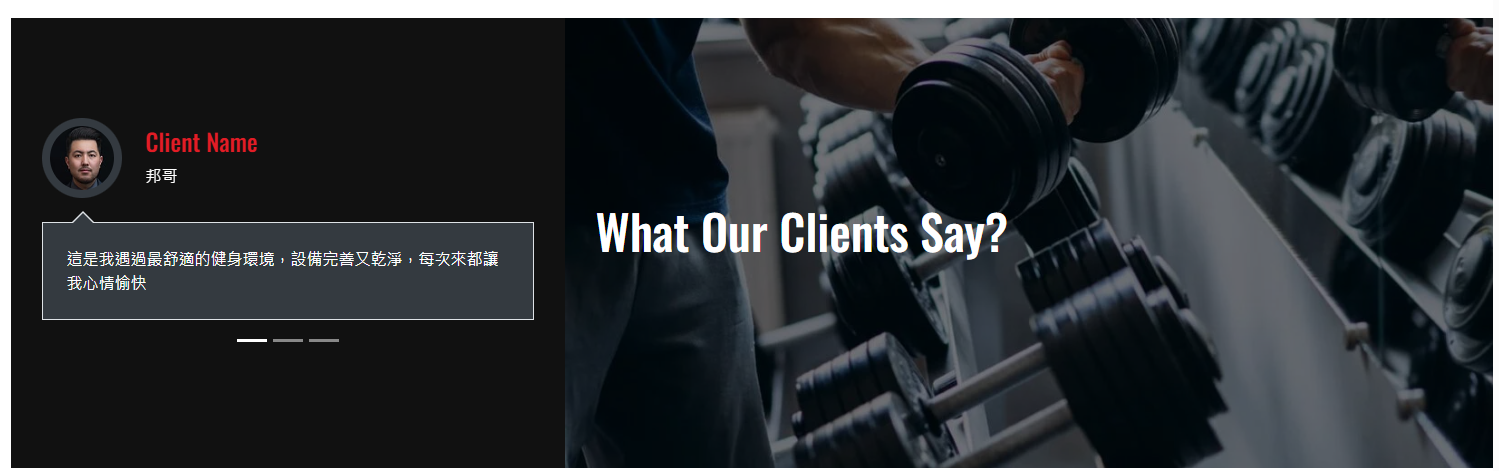 Client Name
邦哥
這是我遇過最舒適的健身環境，設備完善又乾淨，每次來都讓
我心情愉快
What Our Clients Say?